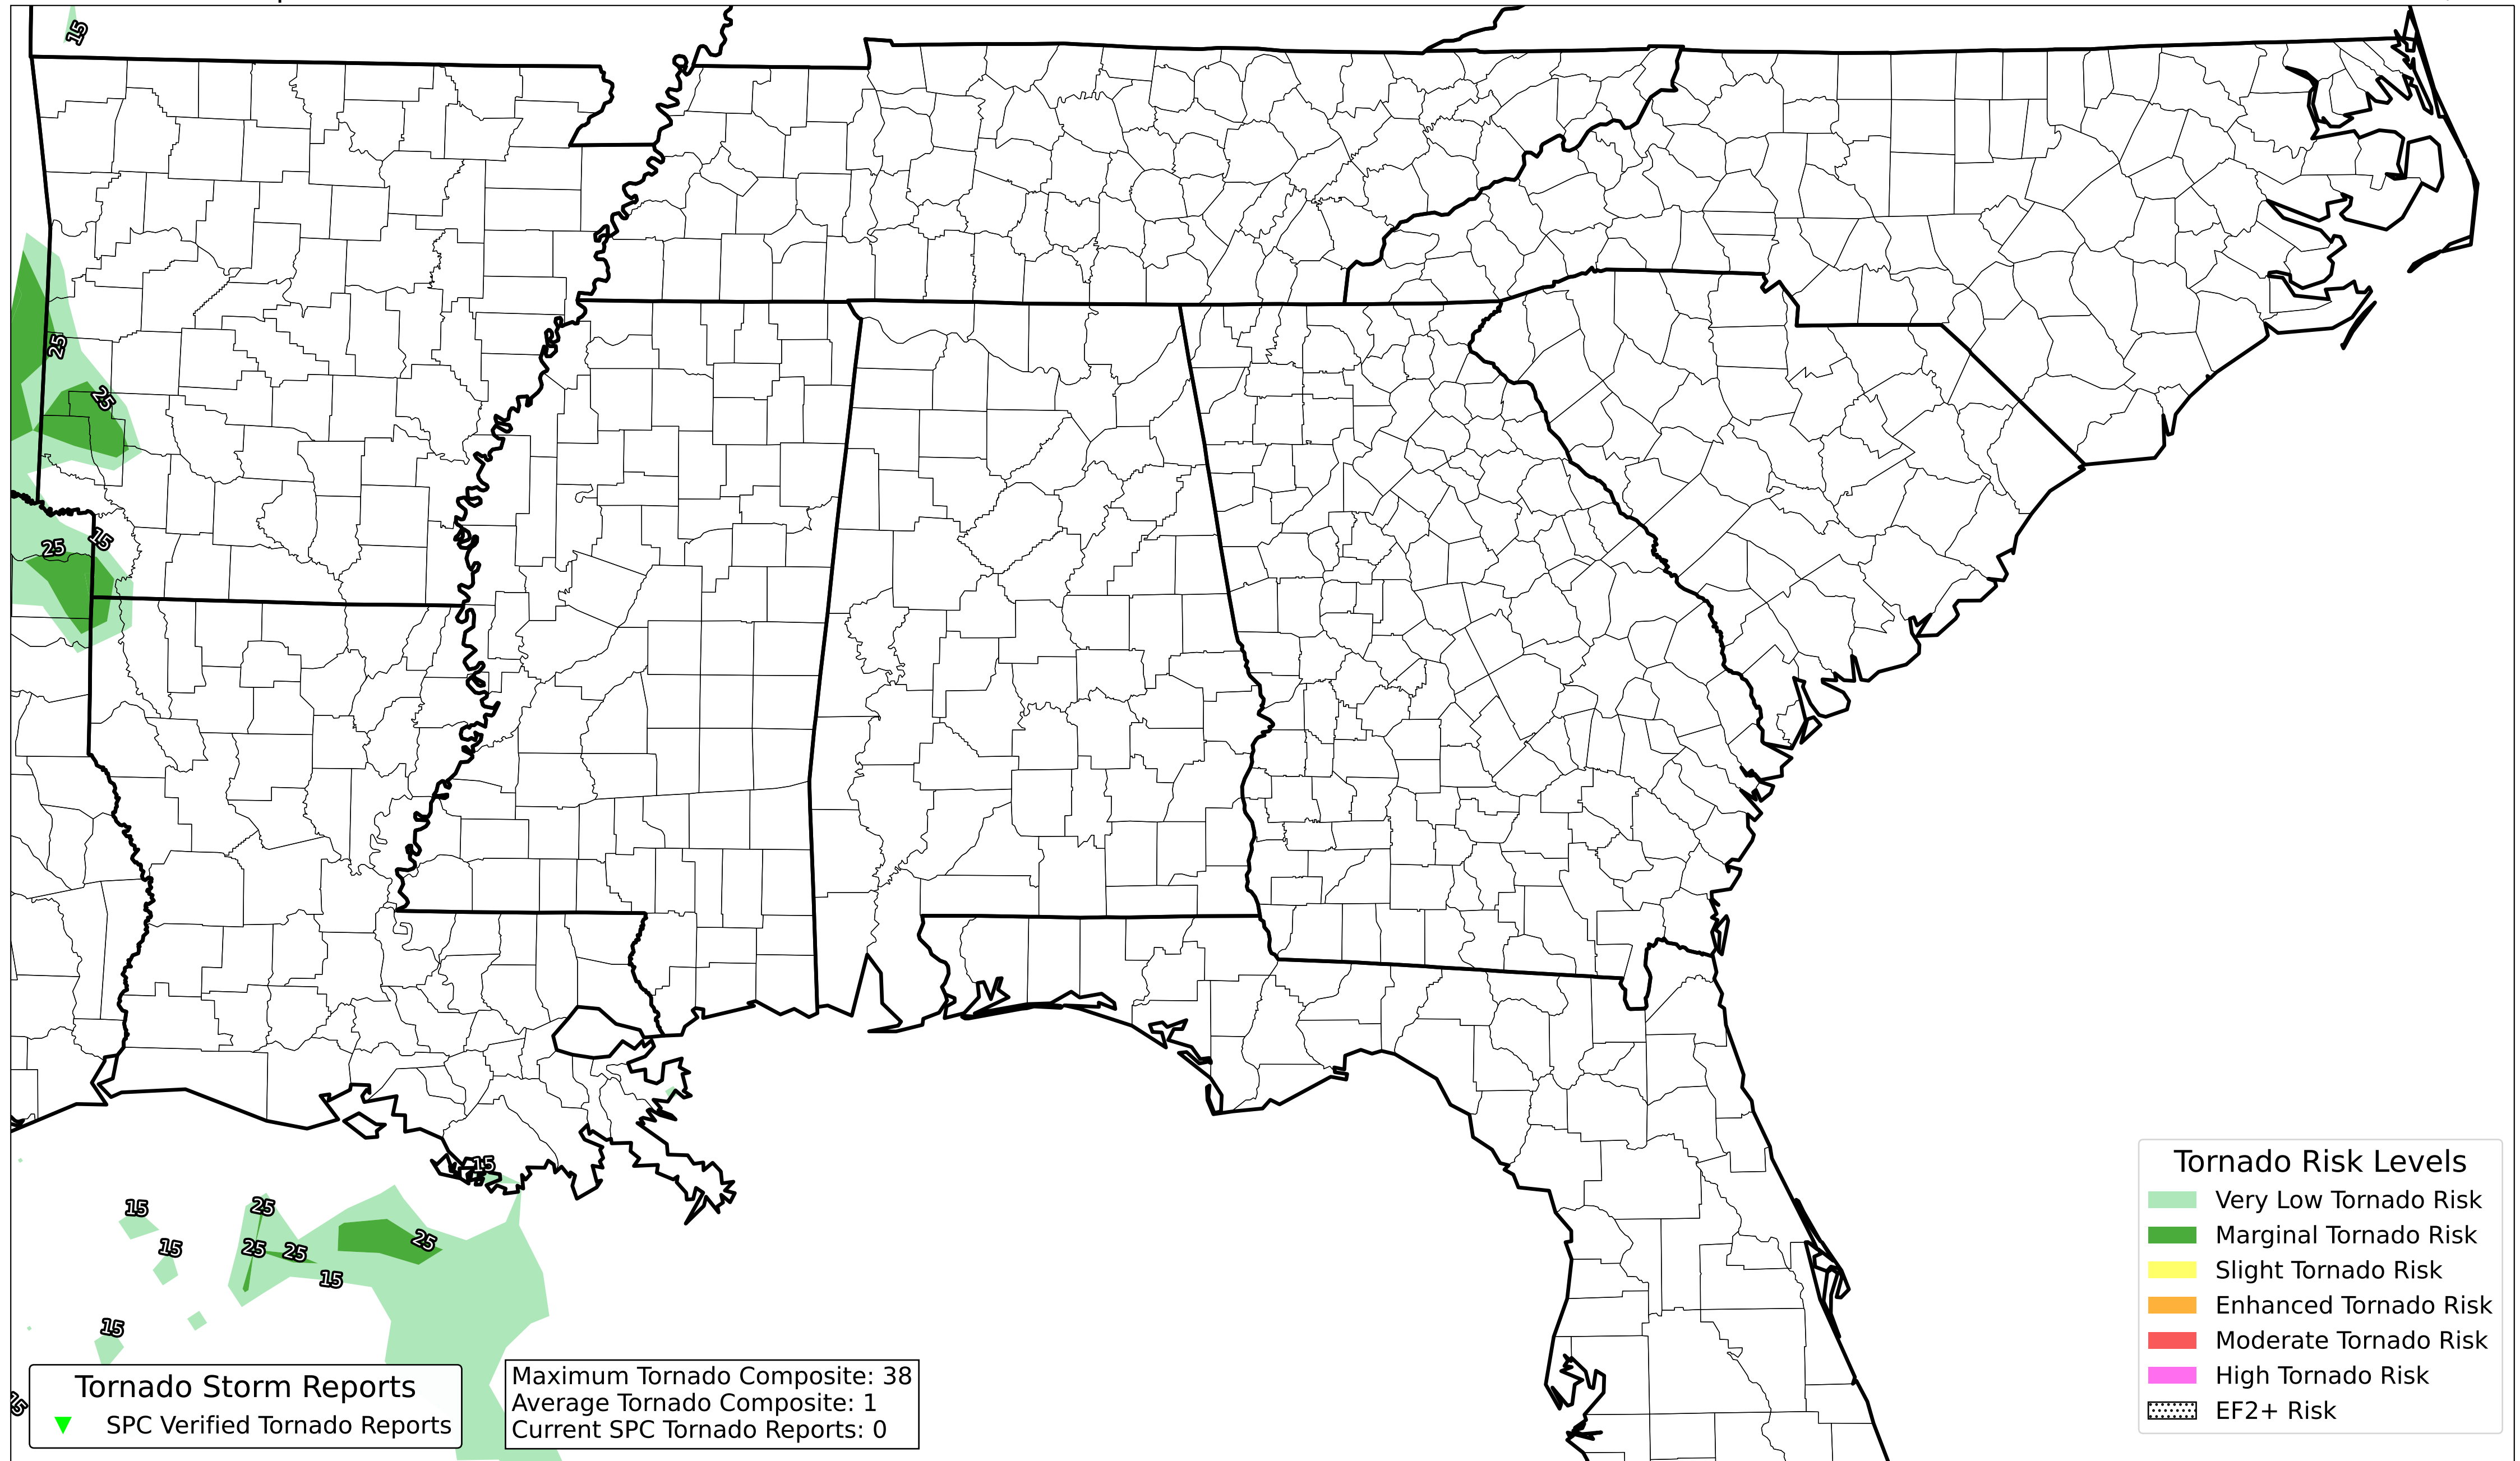 15
25
25
15
25
15
15
25
25
25
25
15
15
15
15
Tornado Storm Reports
SPC Verified Tornado Reports
Maximum Tornado Composite: 38
Average Tornado Composite: 1
Current SPC Tornado Reports: 0
Tornado Risk Levels
Very Low Tornado Risk
Marginal Tornado Risk
Slight Tornado Risk
Enhanced Tornado Risk
Moderate Tornado Risk
High Tornado Risk
EF2+ Risk